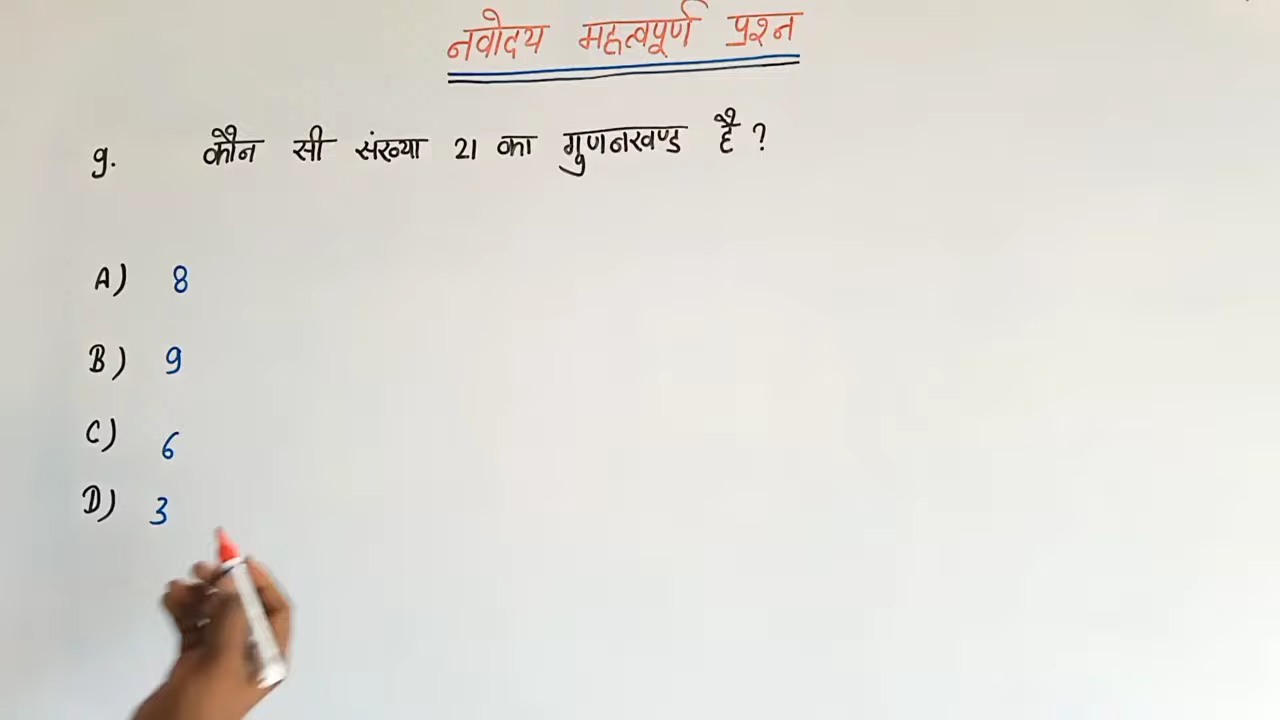 नवोदय महत्वपूर्ण प्रश्न
9. कौन सी संख्या 21 का गुणनखण्ड है ?
A) 8
B) 9
C) 6
D) 3